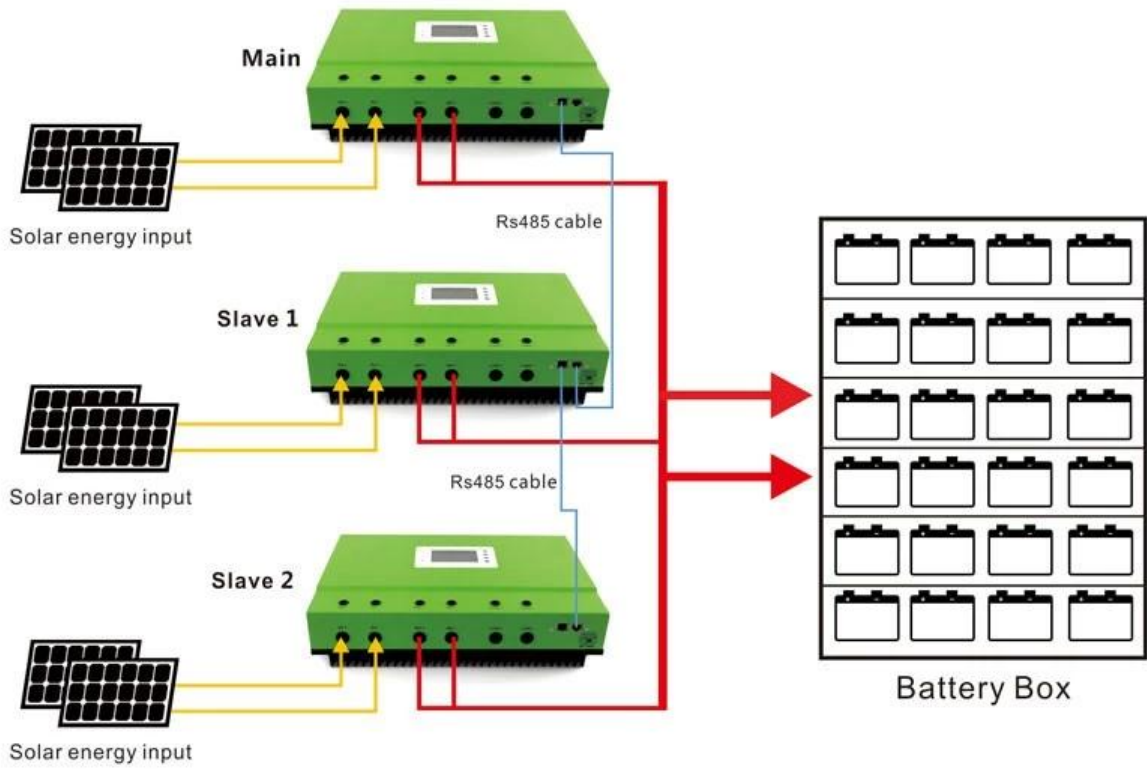 Main
Solar energy input
Rs485 cable
Slave 1
Solar energy input
Rs485 cable
Slave 2
Solar energy input
Battery Box